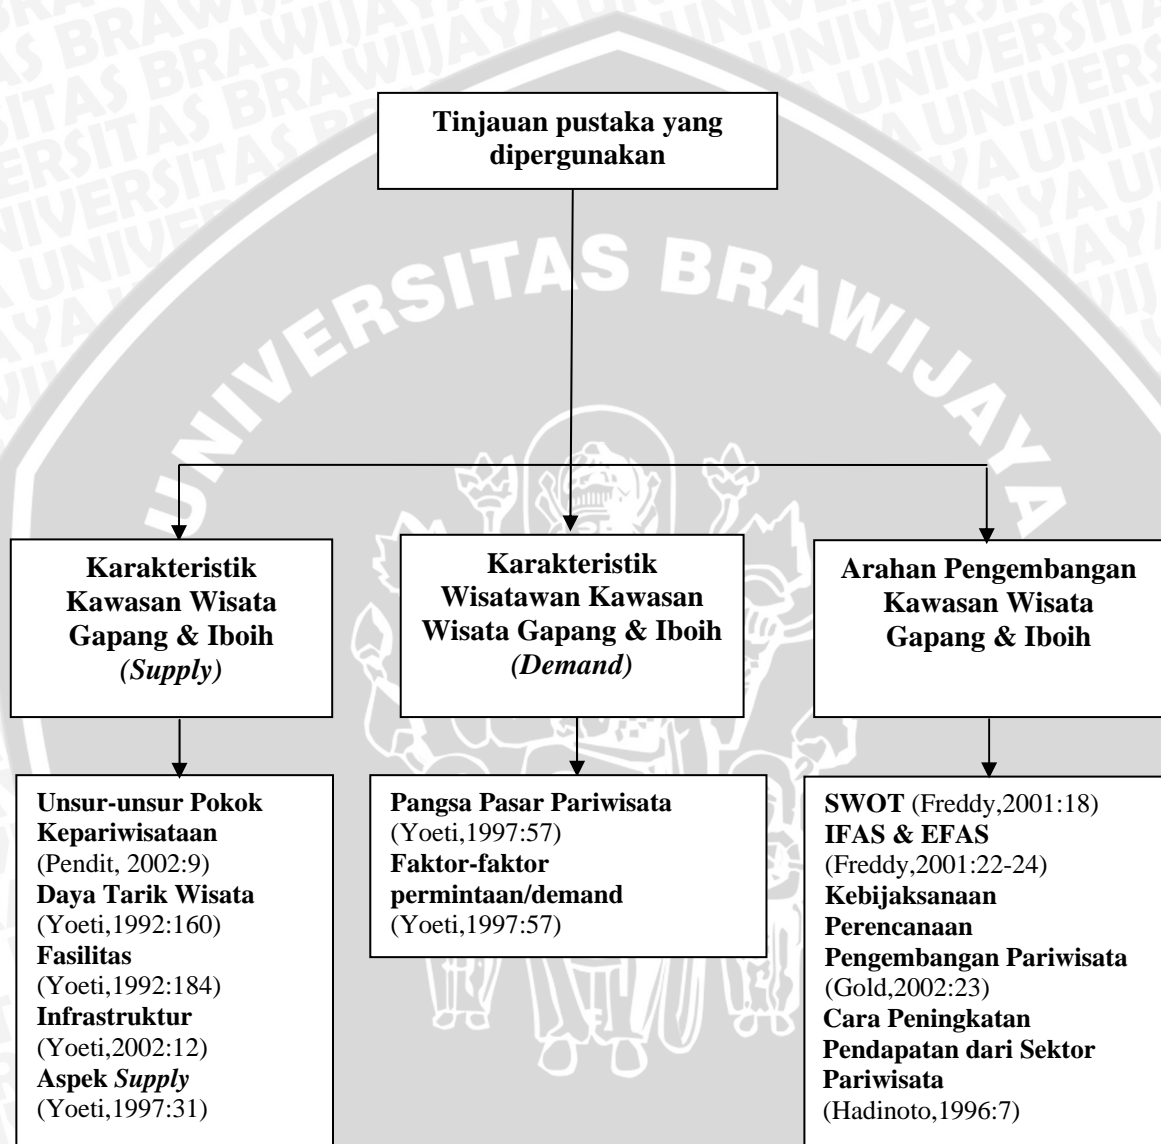 Tinjauan pustaka yang
dipergunakan
UNIVERSITAS BRAWIJAYA
Karakteristik
Kawasan Wisata
Gapang & Iboih
(Supply)
Karakteristik
Wisatawan Kawasan
Wisata Gapang & Iboih
(Demand)
Arahan Pengembangan
Kawasan Wisata
Gapang & Iboih
Unsur-unsur Pokok
Kepariwisataan
(Pendit, 2002:9)
Daya Tarik Wisata
(Yoeti,1992:160)
Fasilitas
(Yoeti,1992:184)
Infrastruktur
(Yoeti,2002:12)
Aspek Supply
(Yoeti,1997:31)
Pangsa Pasar Pariwisata
(Yoeti,1997:57)
Faktor-faktor
permintaan/demand
(Yoeti,1997:57)
SWOT (Freddy,2001:18)
IFAS & EFAS
(Freddy,2001:22-24)
Kebijaksanaan
Perencanaan
Pengembangan Pariwisata
(Gold,2002:23)
Cara Peningkatan
Pendapatan dari Sektor
Pariwisata
(Hadinoto,1996:7)